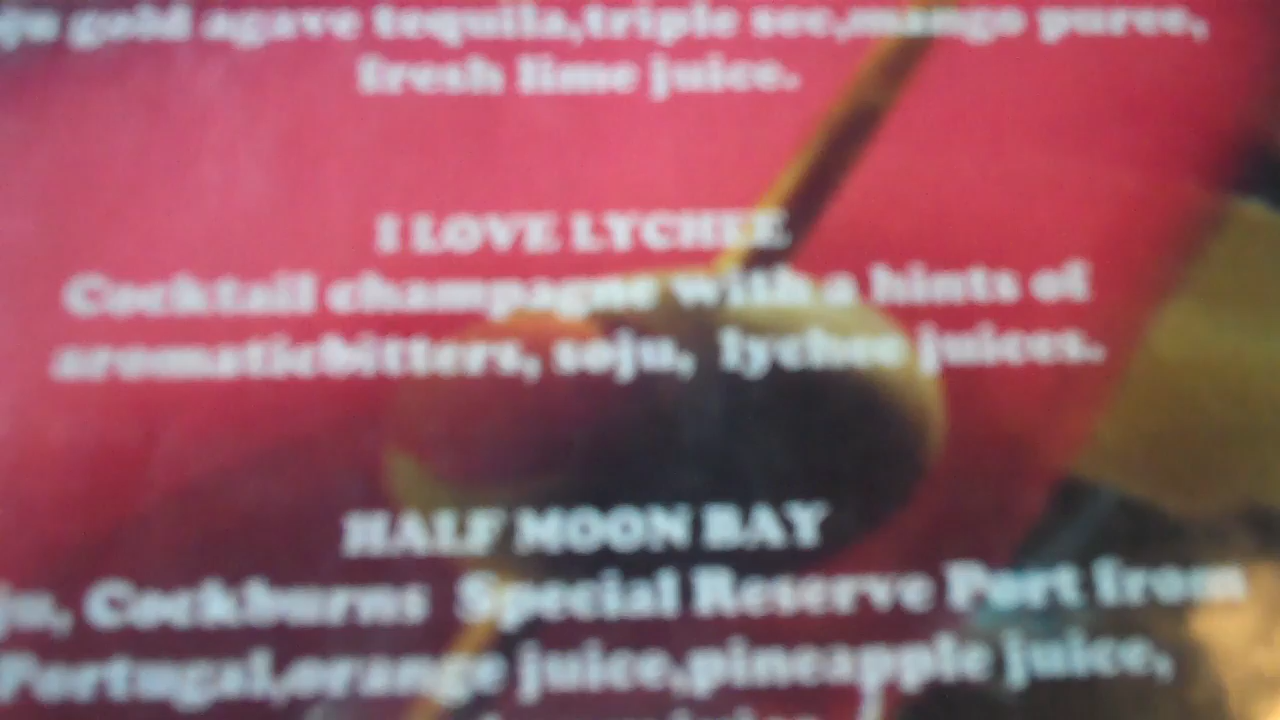 gold agave tequila,triple sec,mango puree,
fresh lime juice.
I LOVE LYCHEE
Cocktail champagne with a hints of
aromaticbitters, soju, lychee juices.
HALF MOON BAY
Cockburns Special Reserve Port from
Portugal,orange juice,pineapple juice,